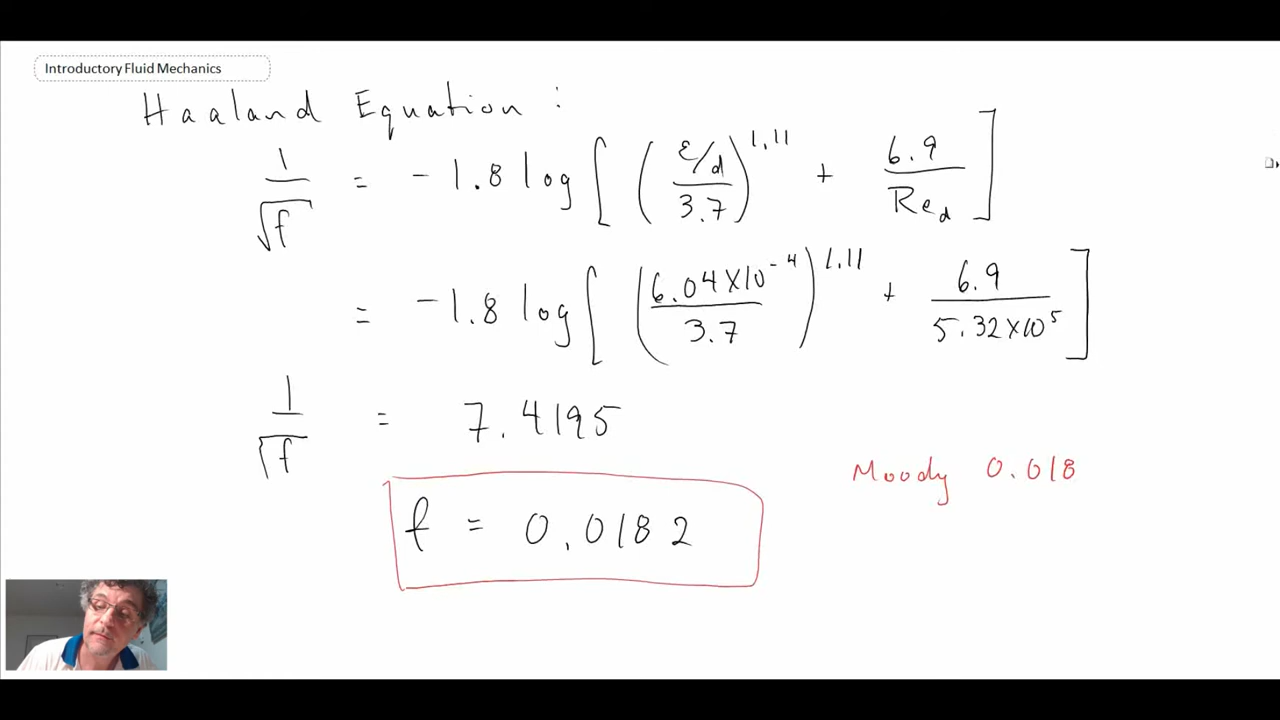 Introductory Fluid Mechanics
Haaland Equation :
1/√f = -1.8 log [ ( (ε/d)/3.7 )^1.11 + 6.9/Re_d ]
= -1.8 log [ ( 6.04×10^-4/3.7 )^1.11 + 6.9/5.32×10^5 ]
1/√f = 7.4195
Moody 0.018
f = 0.0182